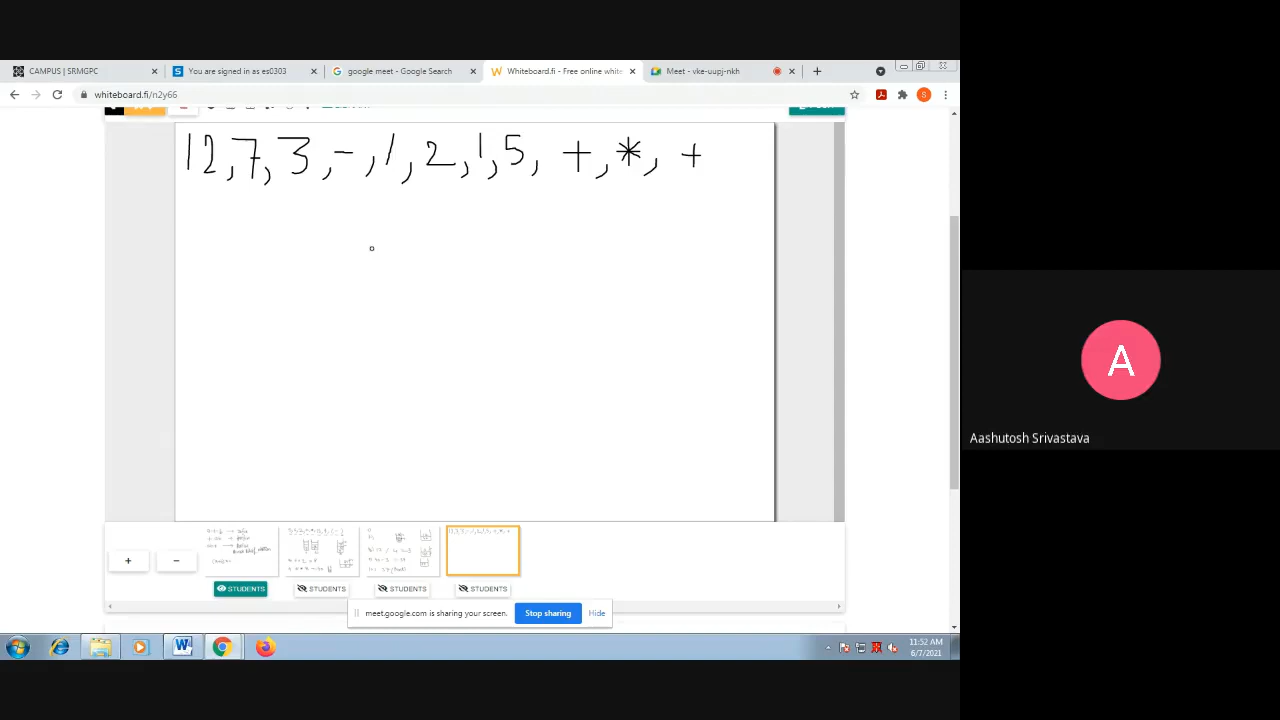 CAMPUS | SRMGPC
You are signed in as es0303
google meet - Google Search
Whiteboard.fi - Free online white
Meet - vke-uupj-nkh
whiteboard.fi/n2y66
S
12, 7, 3, -, /, 2, 1, 5, +, *, +
A
Aashutosh Srivastava
+
-
STUDENTS
STUDENTS
STUDENTS
STUDENTS
meet.google.com is sharing your screen.
Stop sharing
Hide
11:52 AM
6/7/2021